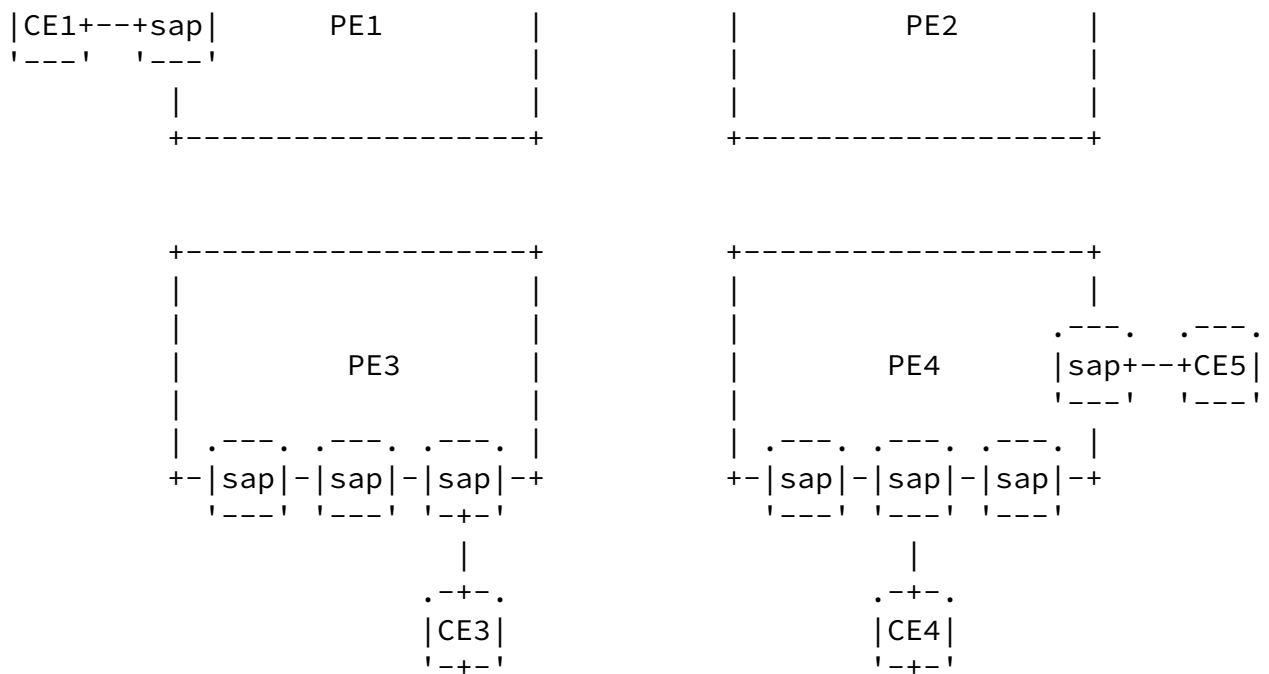 |CE1+--+sap| PE1 | | PE2 |
'---' '---' | | |
| | | |
+------------------+ +------------------+
+------------------+ +------------------+
| | | |
| | | .---. .---.
| PE3 | | PE4 |sap+--+CE5|
| | | '---' '---'
| .---. .---. .---. | | .---. .---. .---. |
+-|sap|-|sap|-|sap|-+ +-|sap|-|sap|-|sap|-+
'---' '---' '-+-' '---' '---' '---'
| |
.-+-. .-+-.
|CE3| |CE4|
'-+-' '-+-'